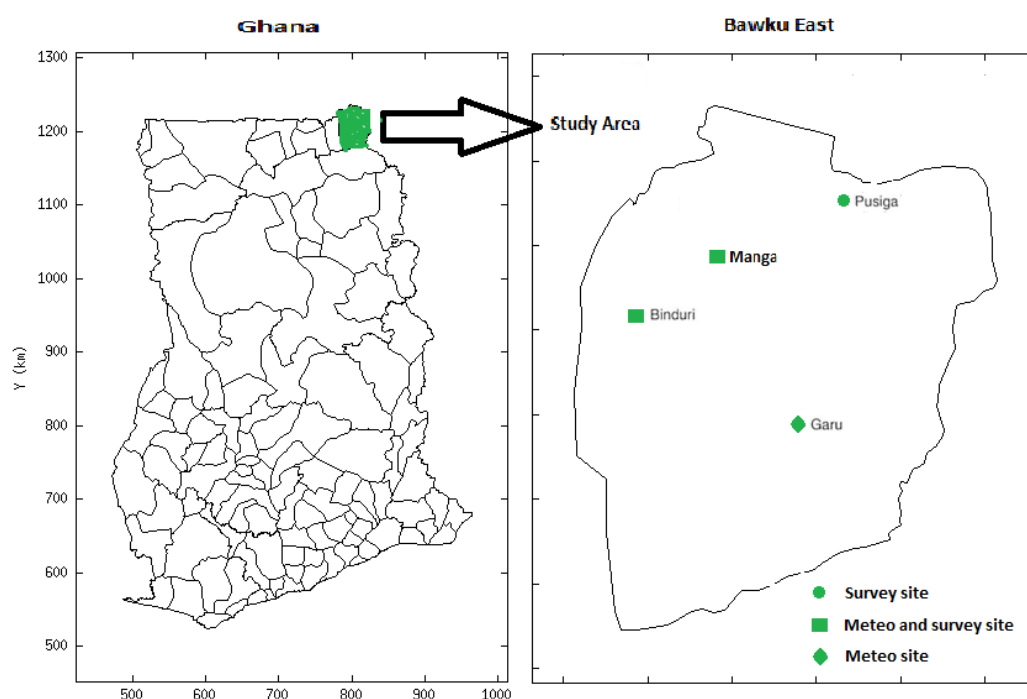 Ghana
1300
1200
1100
1000
900
800
700
600
500
Y (km)
500 600 700 800 900 1000
Bawku East
Study Area
Pusiga
Manga
Binduri
Garu
Survey site
Meteo and survey site
Meteo site